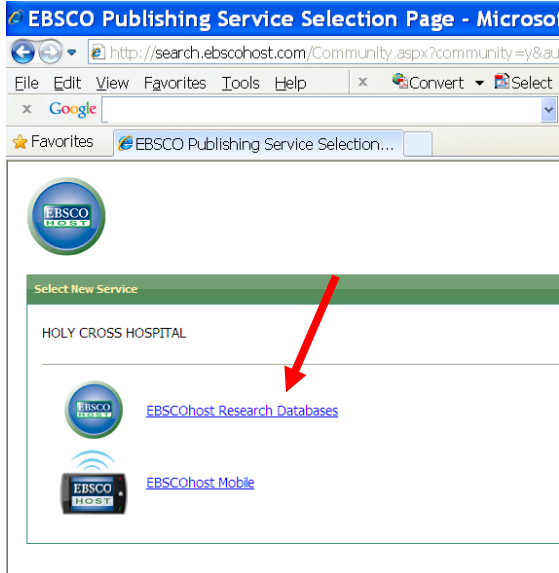 EBSCO Publishing Service Selection Page - Microso
http://search.ebscohost.com/Community.aspx?community=y&au
File Edit View Favorites Tools Help x Convert Select
x Google
Favorites EBSCO Publishing Service Selection...
EBSCO
HOST
Select New Service
HOLY CROSS HOSPITAL
EBSCO
HOST
EBSCOhost Research Databases
EBSCO
HOST
EBSCOhost Mobile